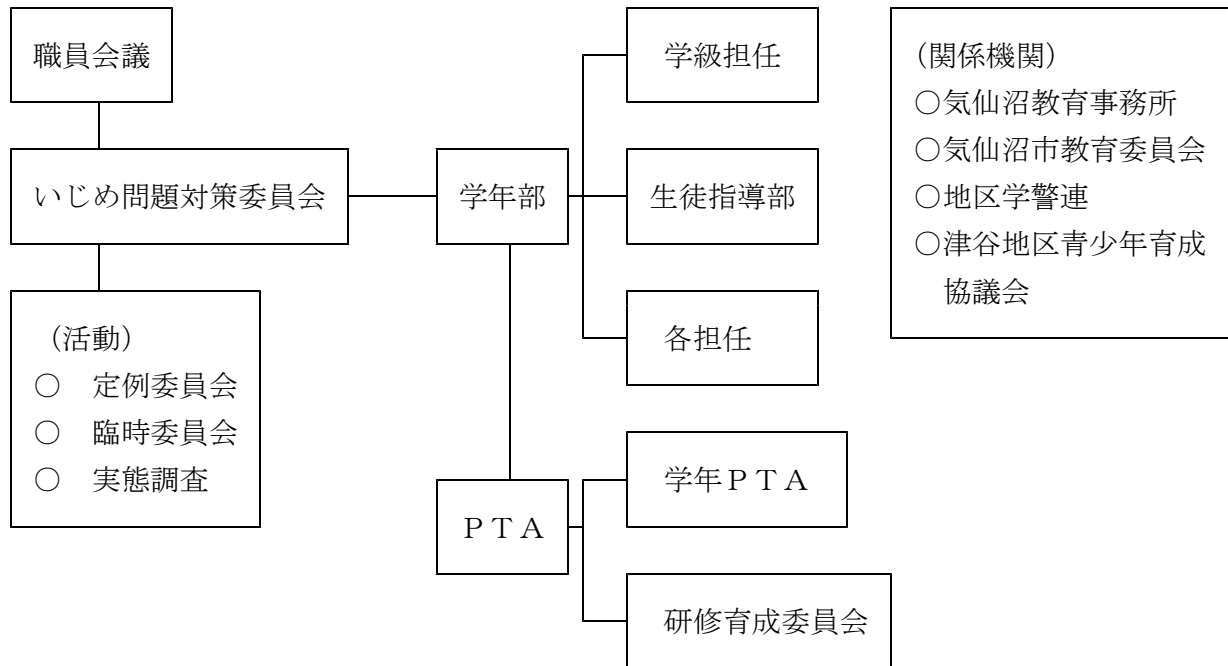 職員会議
いじめ問題対策委員会
（活動）
○　定例委員会
○　臨時委員会
○　実態調査
学年部
ＰＴＡ
学級担任
生徒指導部
各担任
学年ＰＴＡ
研修育成委員会
（関係機関）
○気仙沼教育事務所
○気仙沼市教育委員会
○地区学警連
○津谷地区青少年育成
協議会